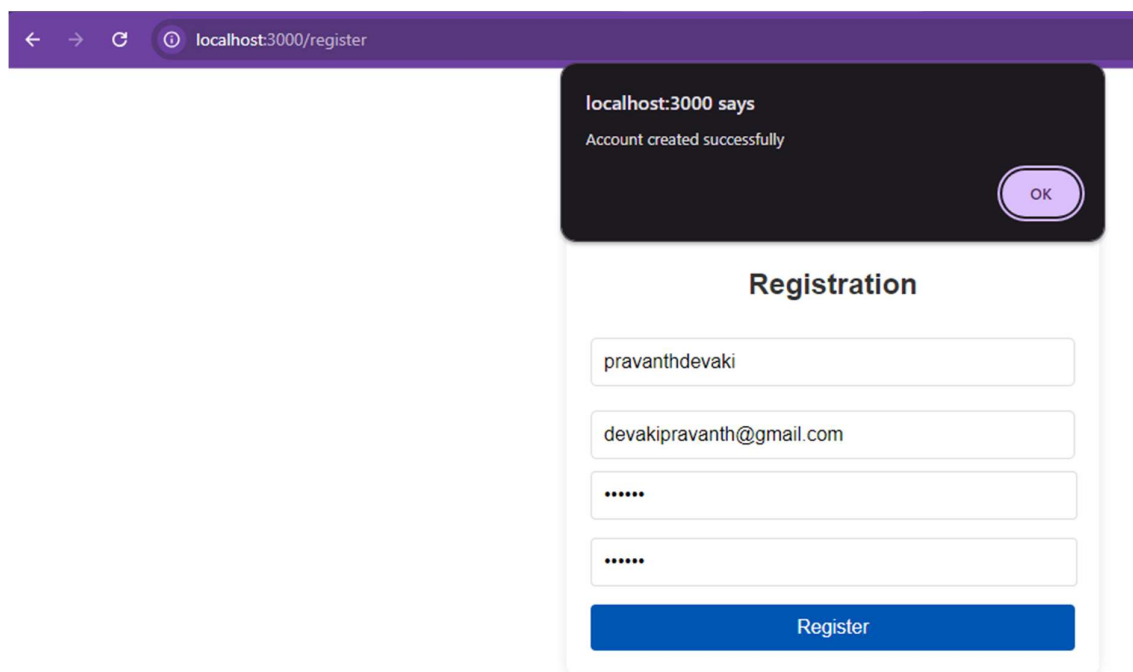 localhost:3000/register
localhost:3000 says
Account created successfully
OK
Registration
pravanthdevaki
devakipravanth@gmail.com
••••••
••••••
Register